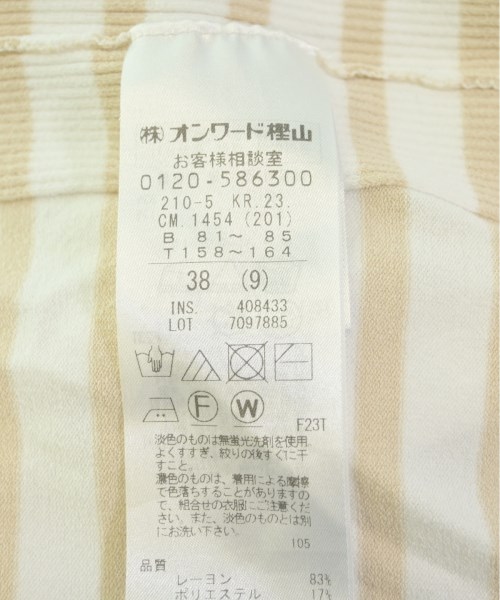 ㈱オンワード樫山
お客様相談室
0120-586300
210-5 KR.23.
CM.1454 (201)
B 81～ 85
T158～164
38 (9)
INS. 408433
LOT 7097885
F W
F23T
淡色のものは無蛍光洗剤を使用。
よくすすぎ、絞りの後すぐに干
すこと。
濃色のものは、着用による摩擦
で色落ちすることがありますの
で、組合せの衣服にご注意くだ
さい。また、淡色のものとは別
にお洗い下さい。
105
品質
レーヨン 83%
ポリエステル 17%